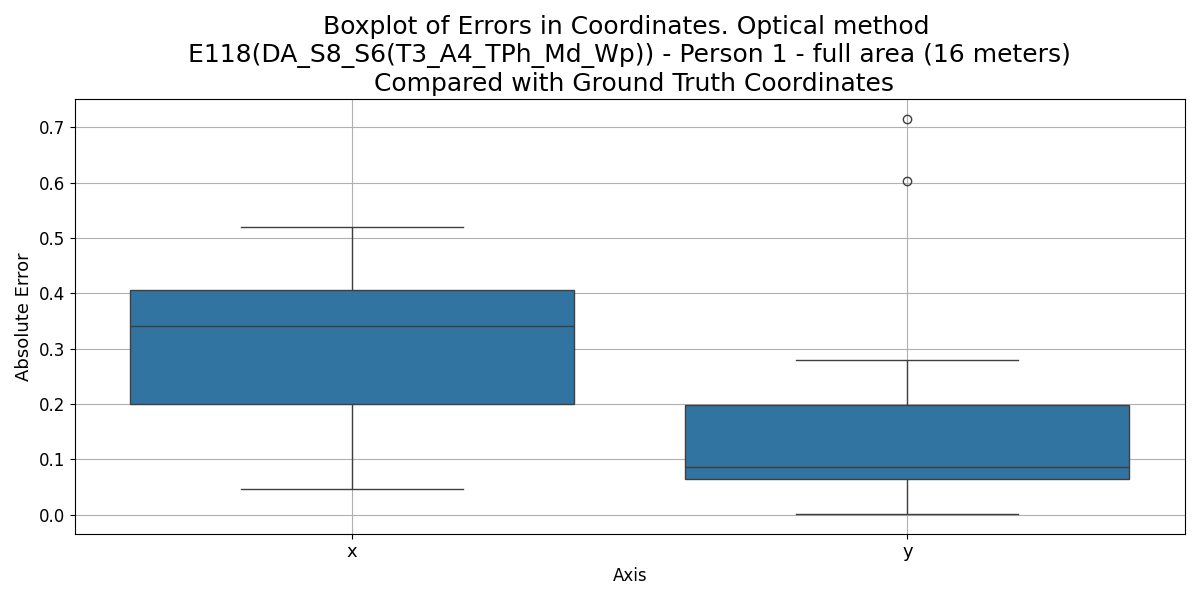 Boxplot of Errors in Coordinates. Optical method
E118(DA_S8_S6(T3_A4_TPh_Md_Wp)) - Person 1 - full area (16 meters)
Compared with Ground Truth Coordinates
Absolute Error
0.7
0.6
0.5
0.4
0.3
0.2
0.1
0.0
x
y
Axis